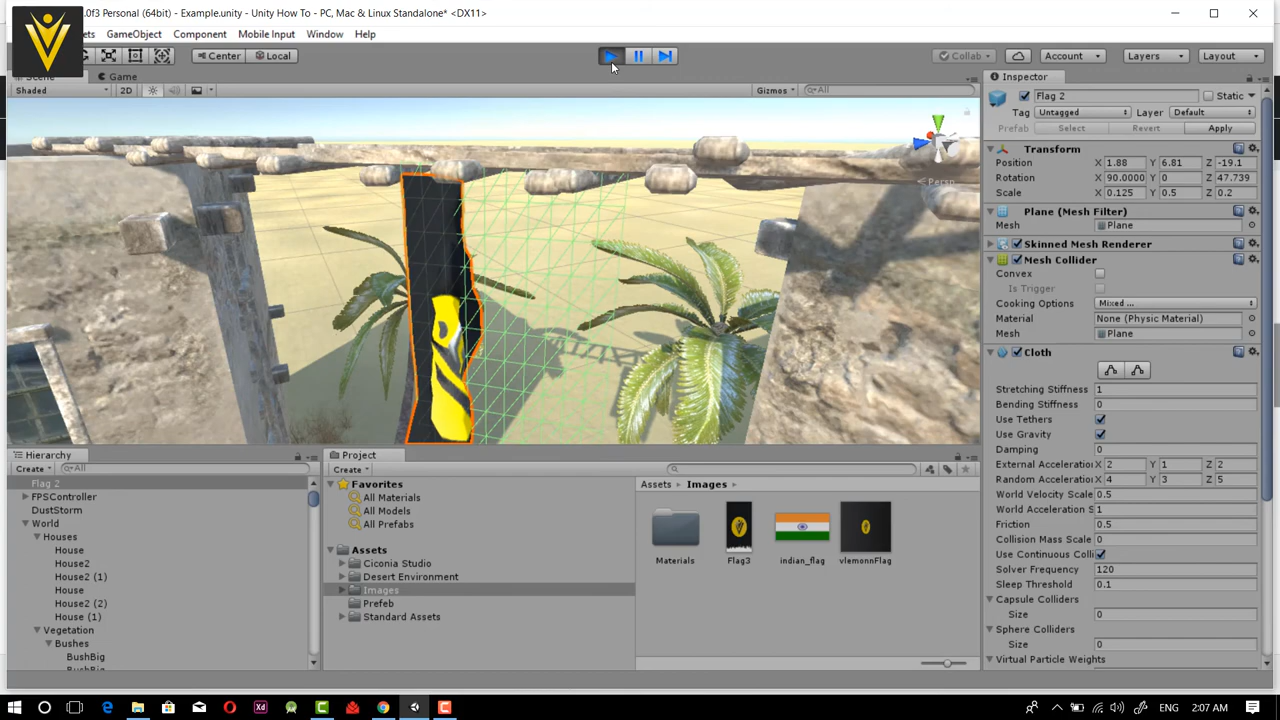 .0f3 Personal (64bit) - Example.unity - Unity How To - PC, Mac & Linux Standalone* <DX11>
ets GameObject Component Mobile Input Window Help
Center Local Collab Account Layers Layout
Scene Game
Shaded 2D Gizmos All
Persp
Inspector
Flag 2 Static
Tag Untagged Layer Default
Prefab Select Revert Apply
Transform
Position X 1.88 Y 6.81 Z -19.1
Rotation X 90.0000 Y 0 Z 47.739
Scale X 0.125 Y 0.5 Z 0.2
Plane (Mesh Filter)
Mesh Plane
Skinned Mesh Renderer
Mesh Collider
Convex
Is Trigger
Cooking Options Mixed ...
Material None (Physic Material)
Mesh Plane
Cloth
Stretching Stiffness 1
Bending Stiffness 0
Use Tethers
Use Gravity
Damping 0
External Acceleratio X 2 Y 1 Z 2
Random Acceleratio X 4 Y 3 Z 5
World Velocity Scale 0.5
World Acceleration S 1
Friction 0.5
Collision Mass Scale 0
Use Continuous Colli
Solver Frequency 120
Sleep Threshold 0.1
Capsule Colliders
Size 0
Sphere Colliders
Size 0
Virtual Particle Weights
Hierarchy
Create All
Flag 2
FPSController
DustStorm
World
Houses
House
House2
House2 (1)
House
House2 (2)
House (1)
Vegetation
Bushes
BushBig
BushBig
Project
Create
Favorites
All Materials
All Models
All Prefabs
Assets
Ciconia Studio
Desert Environment
Images
Prefeb
Standard Assets
Assets Images
Materials Flag3 indian_flag vlemonnFlag
Xd ENG 2:07 AM